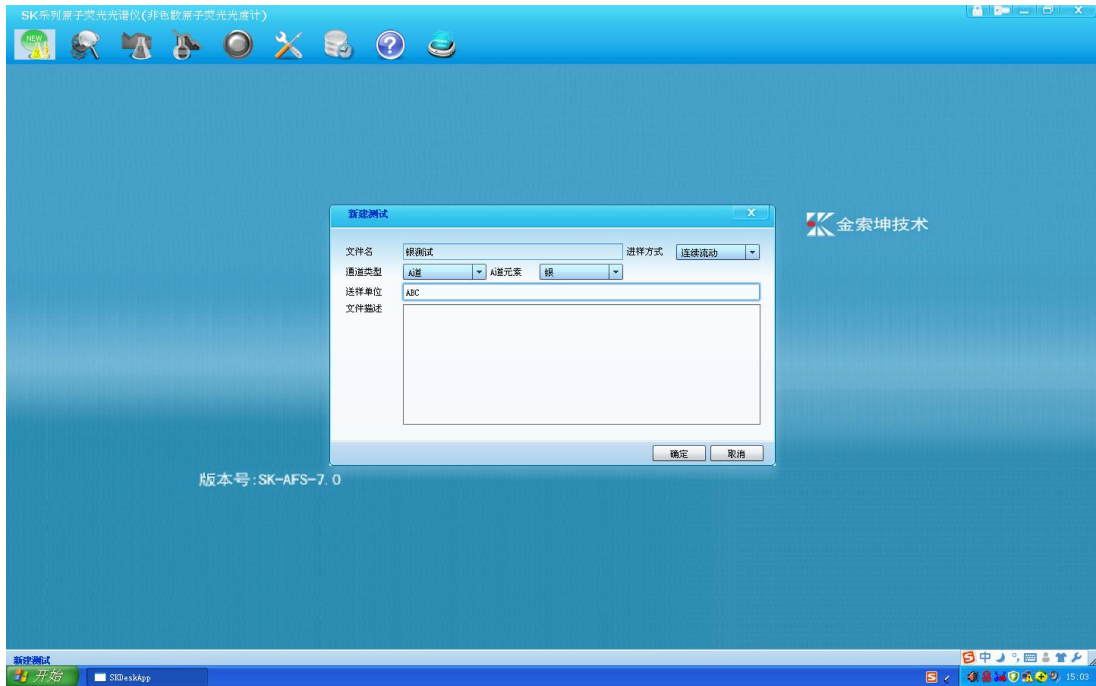 SK系列原子荧光光谱仪(非色散原子荧光光度计)
NEW
新建测试
金索坤技术
文件名 银测试 进样方式 连续流动
通道类型 A道 A道元素 银
送样单位 ABC
文件描述
确定 取消
版本号:SK-AFS-7.0
新建测试
中
开始 SKDeskApp 15:03